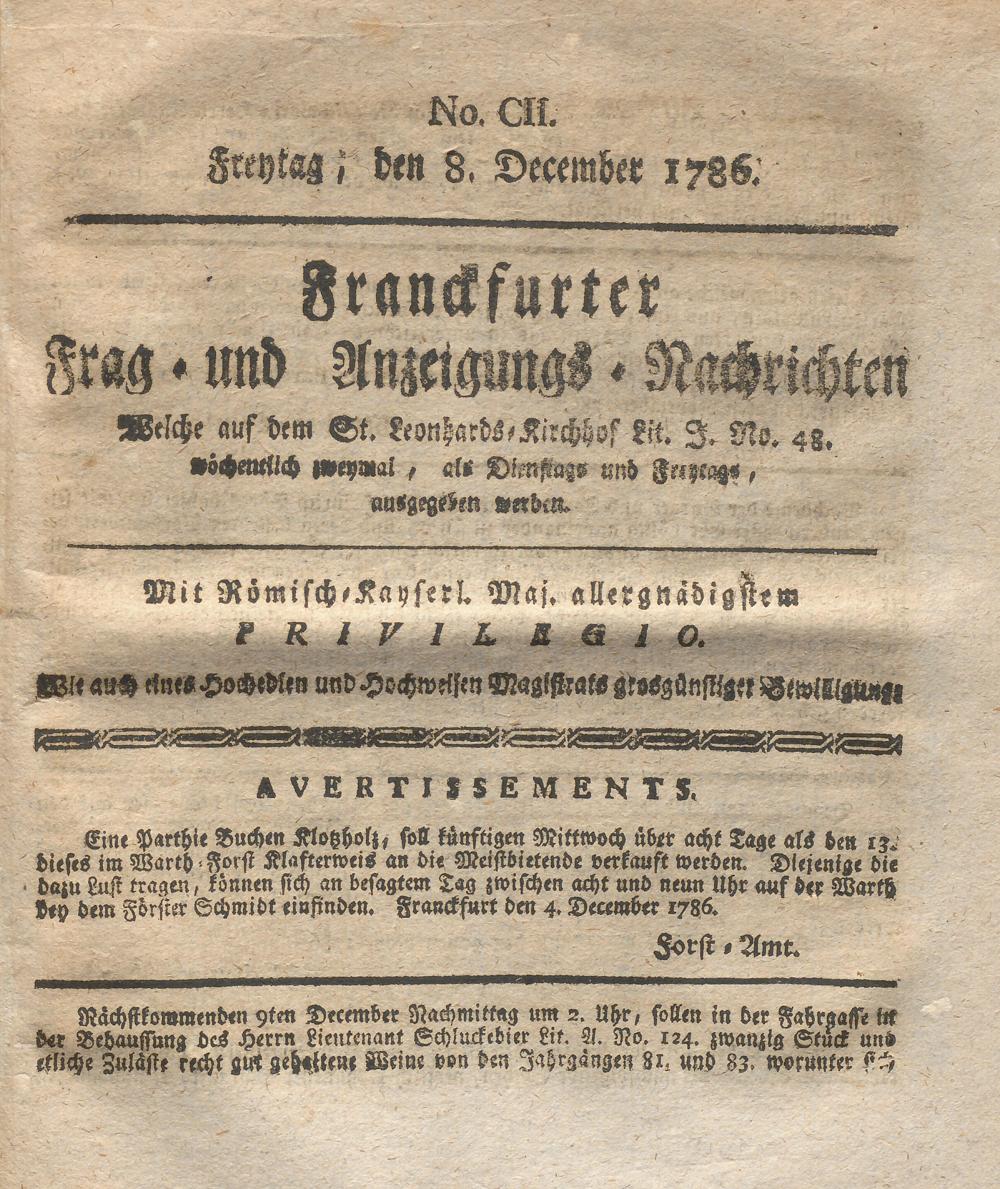 No. CII.
Freytag, den 8. December 1786.
Franckfurter
Frag- und Anzeigungs-Nachrichten
Welche auf dem St. Leonhards-Kirchhof Lit. J. No. 48.
wöchentlich zweymal, als Dienstags und Freytags,
ausgegeben werden.
Mit Römisch-Kayserl. Maj. allergnädigstem
PRIVILEGIO.
Wie auch eines Hochedlen und Hochweisen Magistrats grosgünstiger Bewilligung.
AVERTISSEMENTS.
Eine Parthie Buchen Klotzholz, soll künftigen Mittwoch über acht Tage als den 13.
dieses im Warth-Forst Klafterweis an die Meistbietende verkauft werden. Diejenige die
dazu Lust tragen, können sich an besagtem Tag zwischen acht und neun Uhr auf der Warth
bey dem Förster Schmidt einfinden. Franckfurt den 4. December 1786.
Forst-Amt.
Nächstkommenden 9ten December Nachmittag um 2. Uhr, sollen in der Fahrgasse in
der Behaussung des Herrn Lieutenant Schluckebier Lit. A. No. 124. zwanzig Stück und
etliche Zuläste recht gut gehaltene Weine von den Jahrgängen 81. und 83. worunter